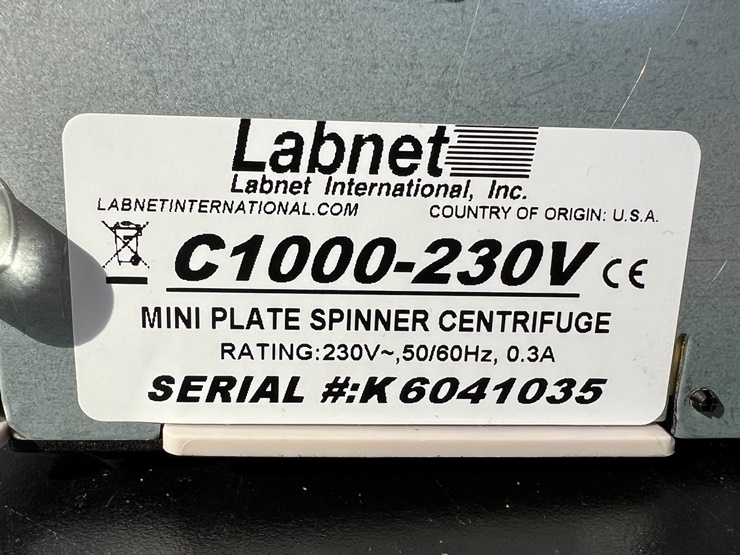 Labnet
Labnet International, Inc.
LABNETINTERNATIONAL.COM COUNTRY OF ORIGIN: U.S.A.
C1000-230V CE
MINI PLATE SPINNER CENTRIFUGE
RATING:230V~,50/60Hz, 0.3A
SERIAL #:K6041035